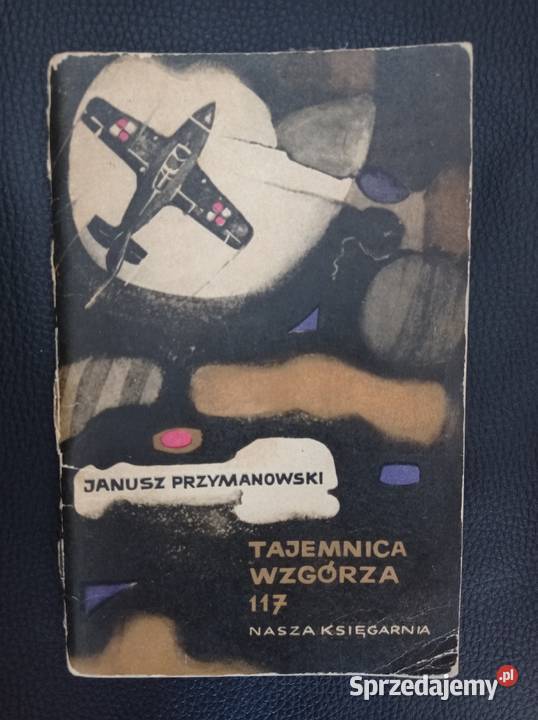 JANUSZ PRZYMANOWSKI
TAJEMNICA
WZGÓRZA
117
NASZA KSIĘGARNIA
Sprzedajemy.pl